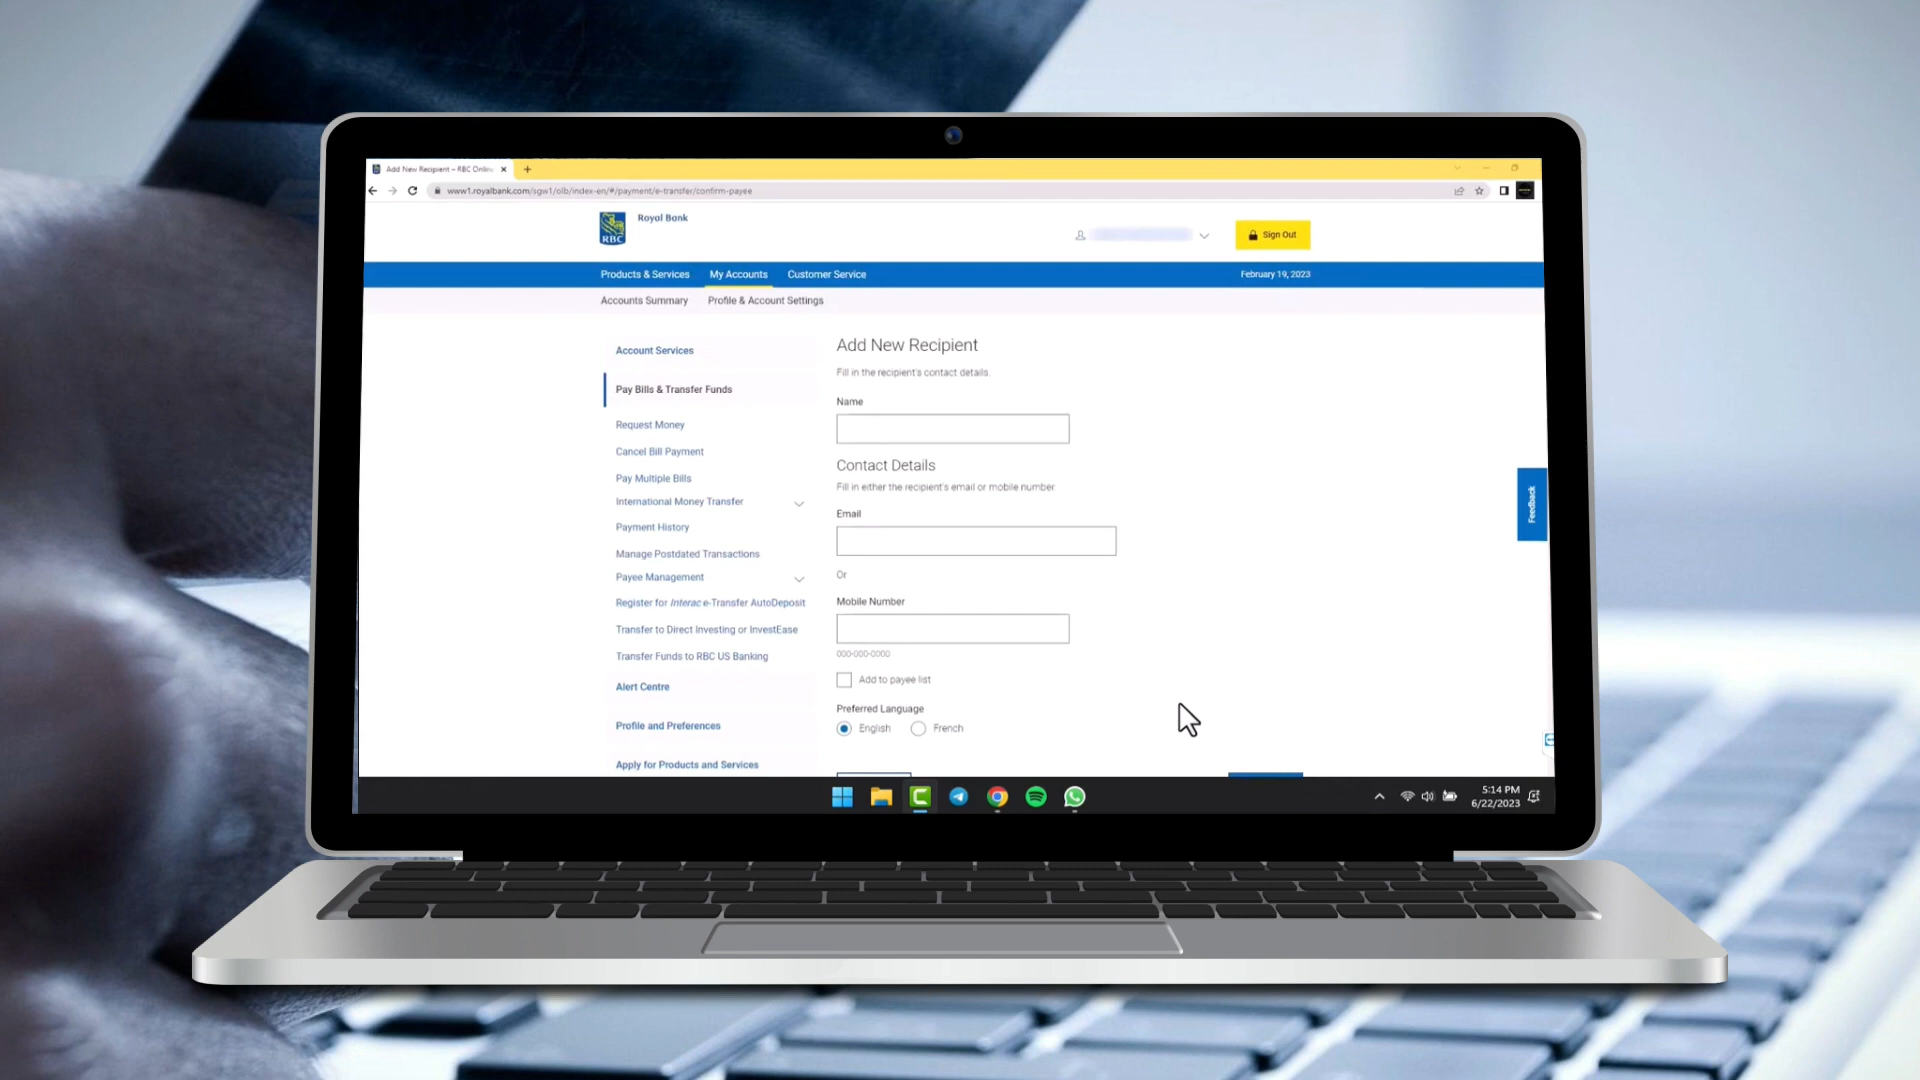 Add New Recipient – RBC Onlin
www1.royalbank.com/sgw1/olb/index-en/#/payment/e-transfer/confirm-payee
RBC
Royal Bank
Sign Out
Products & Services My Accounts Customer Service February 19, 2023
Accounts Summary Profile & Account Settings
Account Services
Pay Bills & Transfer Funds
Request Money
Cancel Bill Payment
Pay Multiple Bills
International Money Transfer
Payment History
Manage Postdated Transactions
Payee Management
Register for Interac e-Transfer AutoDeposit
Transfer to Direct Investing or InvestEase
Transfer Funds to RBC US Banking
Alert Centre
Profile and Preferences
Apply for Products and Services
Add New Recipient
Fill in the recipient's contact details.
Name
Contact Details
Fill in either the recipient's email or mobile number
Email
Or
Mobile Number
000-000-0000
Add to payee list
Preferred Language
English French
Feedback
5:14 PM
6/22/2023